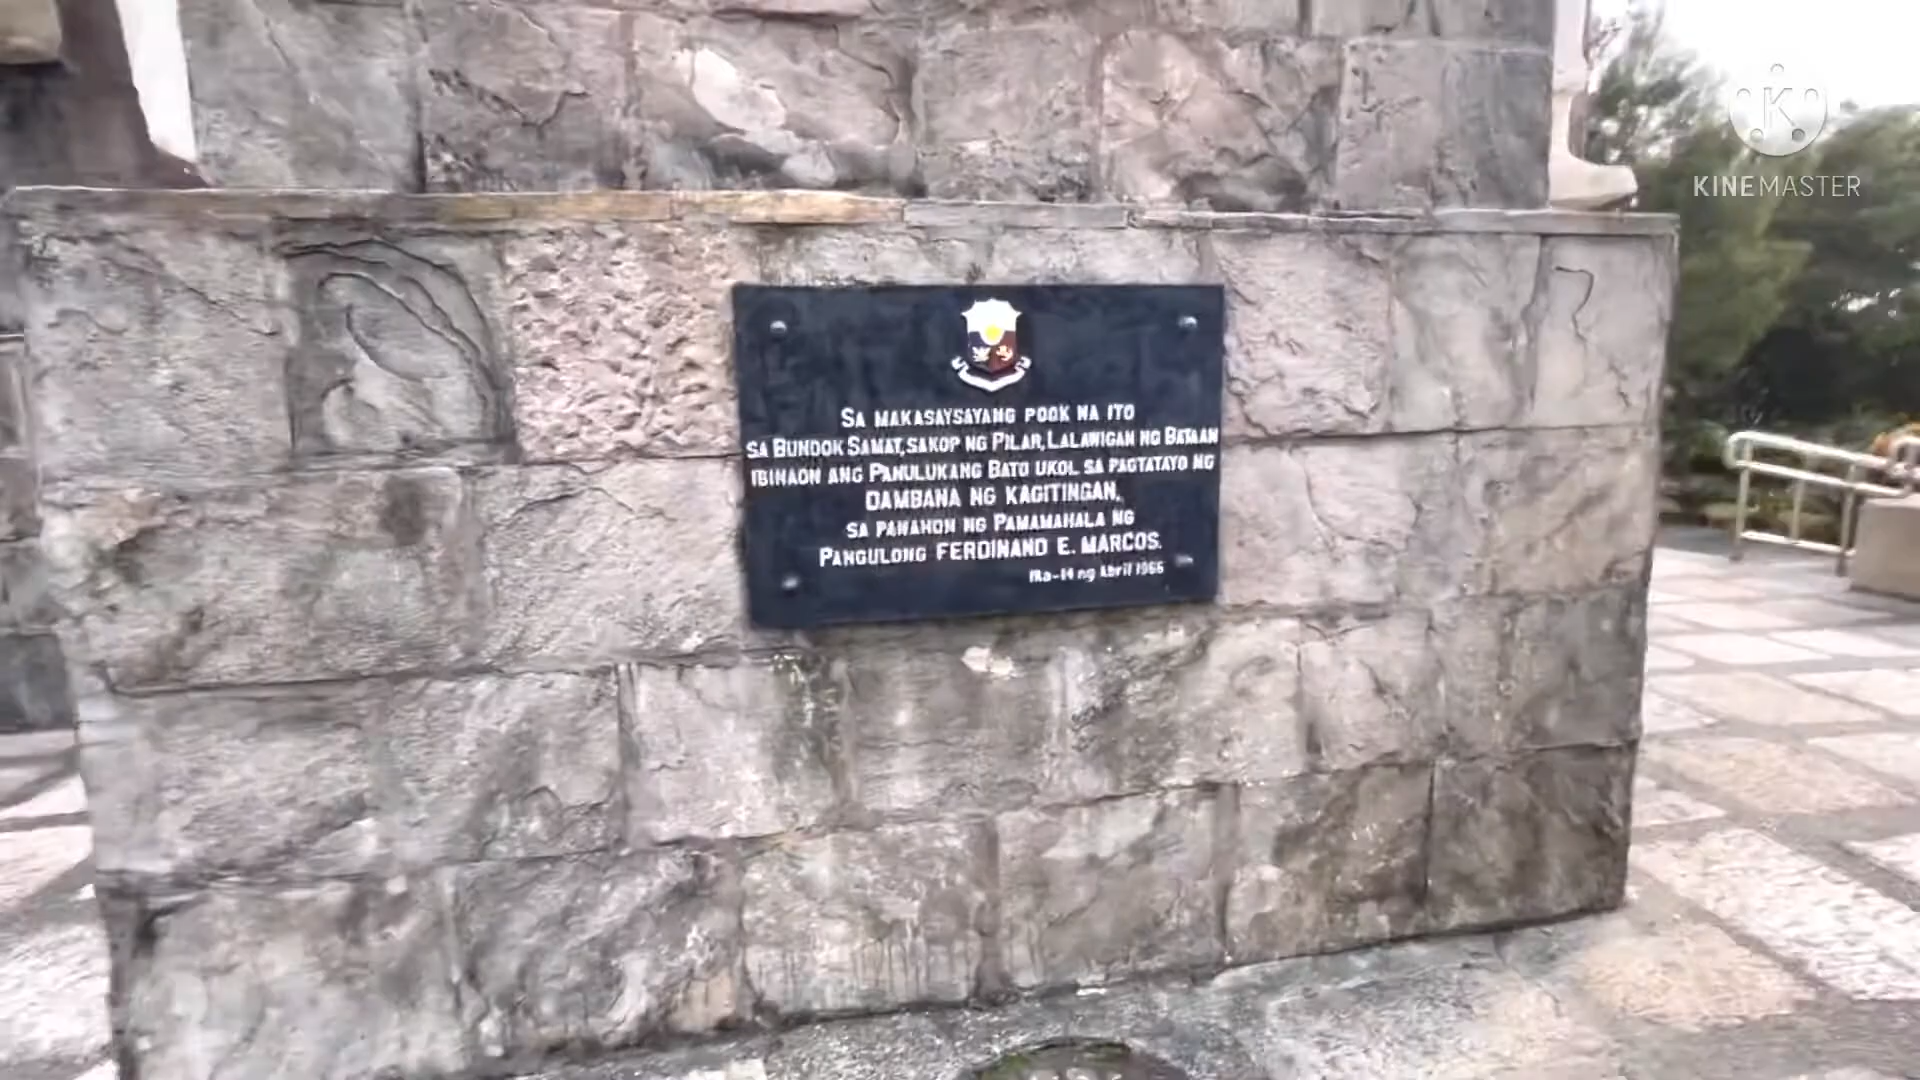 K
KINEMASTER
SA MAKASAYSAYANG POOK NA ITO
SA BUNDOK SAMAT, SAKOP NG PILAR, LALAWIGAN NG BATAAN
IBINAON ANG PANULUKANG BATO UKOL SA PAGTATAYO NG
DAMBANA NG KAGITINGAN,
SA PANAHON NG PAMAMAHALA NG
PANGULONG FERDINAND E. MARCOS.
Ika-14 ng Abril 1966